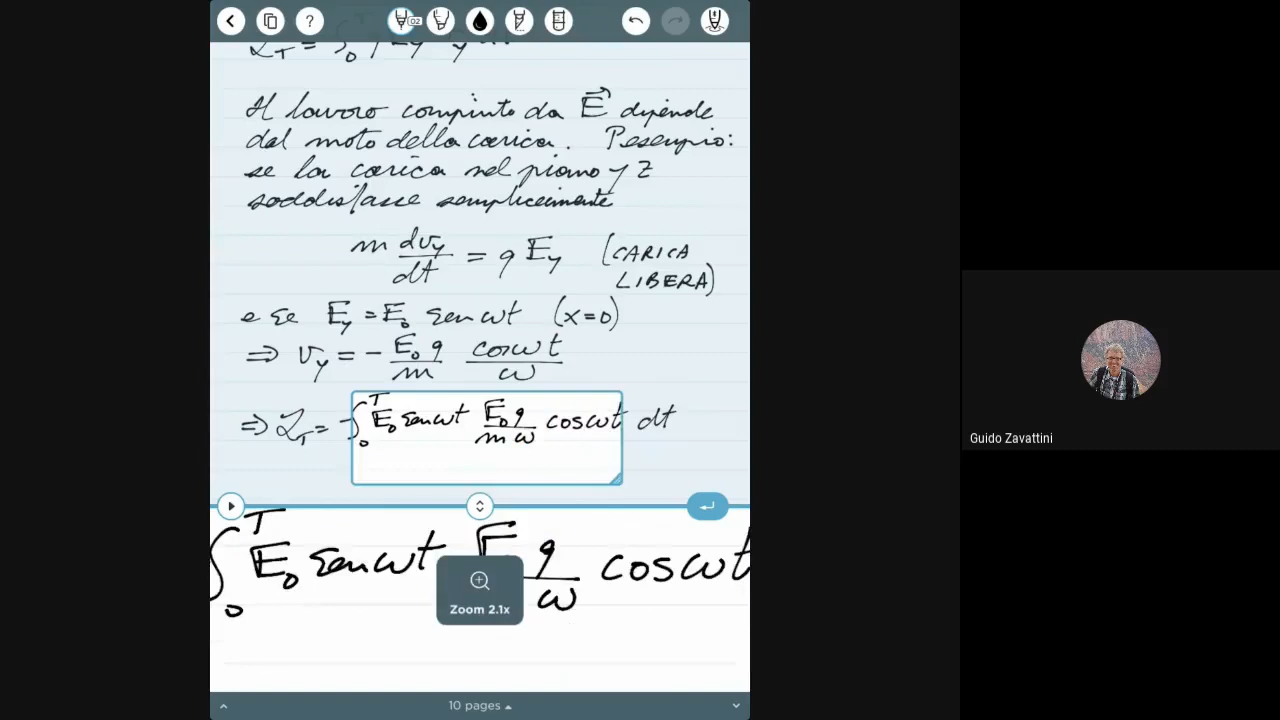 ?
02
Il lavoro compiuto da E⃗ dipende
dal moto della carica. P esempio:
se la carica nel piano y z
soddisfasse semplicemente
m dv_y/dt = q E_y (CARICA
LIBERA)
e se E_y = E_0 sen ωt (x=0)
⇒ v_y = - E_0 q/m cos ωt/ω
⇒ L_T = -∫_0^T E_0 sen ωt E_0 q/m ω cos ωt dt
∫_0^T E_0 sen ωt E q/ω cos ωt
Zoom 2.1x
10 pages
Guido Zavattini